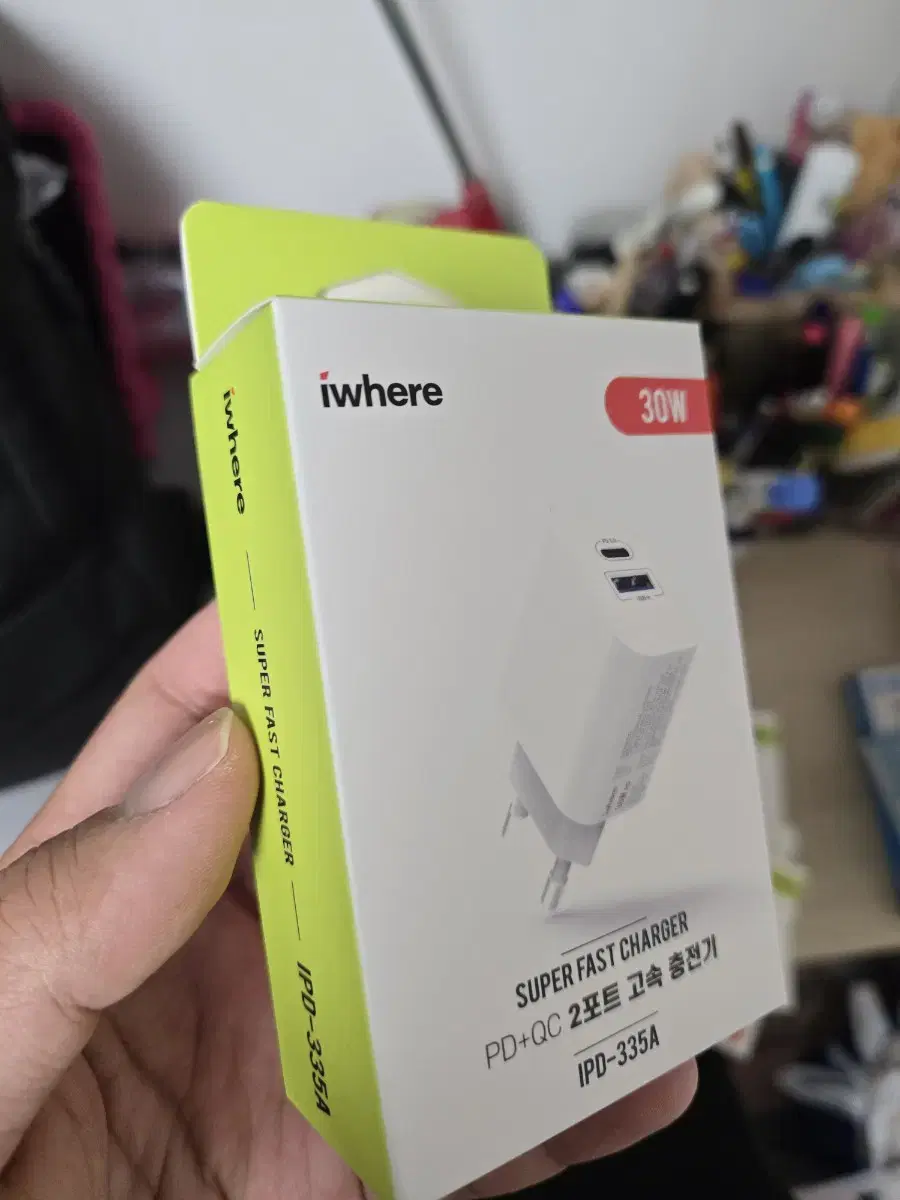 iwhere
30W
SUPER FAST CHARGER
PD+QC 2포트 고속 충전기
IPD-335A
iwhere
SUPER FAST CHARGER
IPD-335A